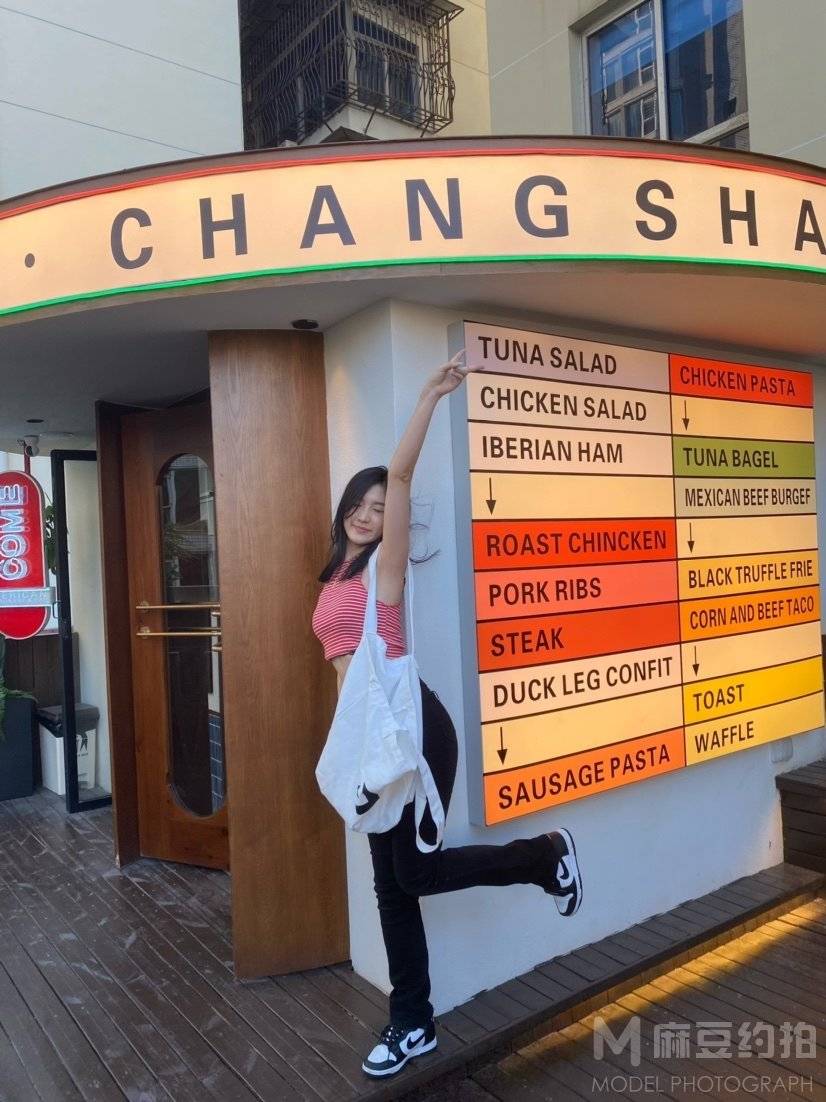 · CHANG SHA
TUNA SALAD
CHICKEN SALAD
IBERIAN HAM
↓
ROAST CHINCKEN
PORK RIBS
STEAK
DUCK LEG CONFIT
↓
SAUSAGE PASTA
CHICKEN PASTA
↓
TUNA BAGEL
MEXICAN BEEF BURGEF
↓
BLACK TRUFFLE FRIE
CORN AND BEEF TACO
↓
TOAST
WAFFLE
COME
M 麻豆约拍
MODEL PHOTOGRAPH